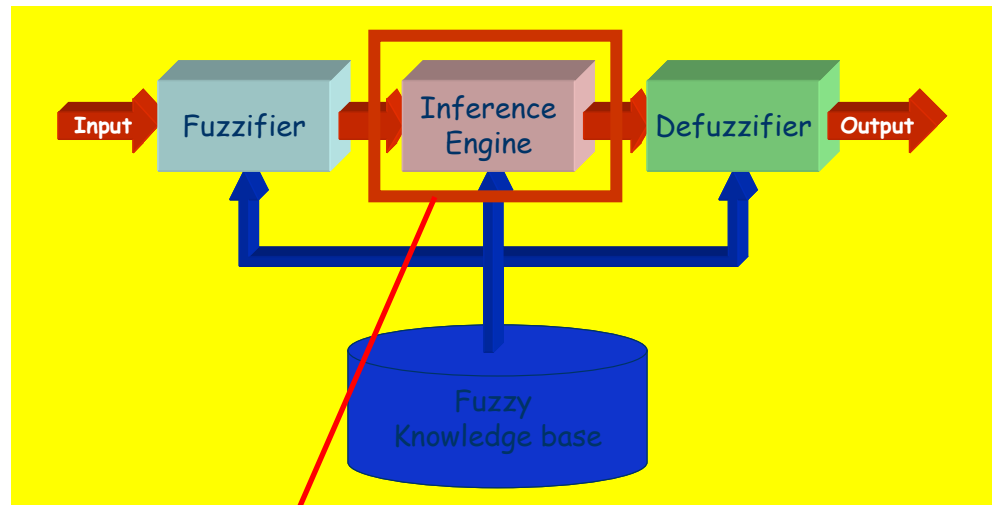 Input
Fuzzifier
Inference
Engine
Defuzzifier
Output
Fuzzy
Knowledge base